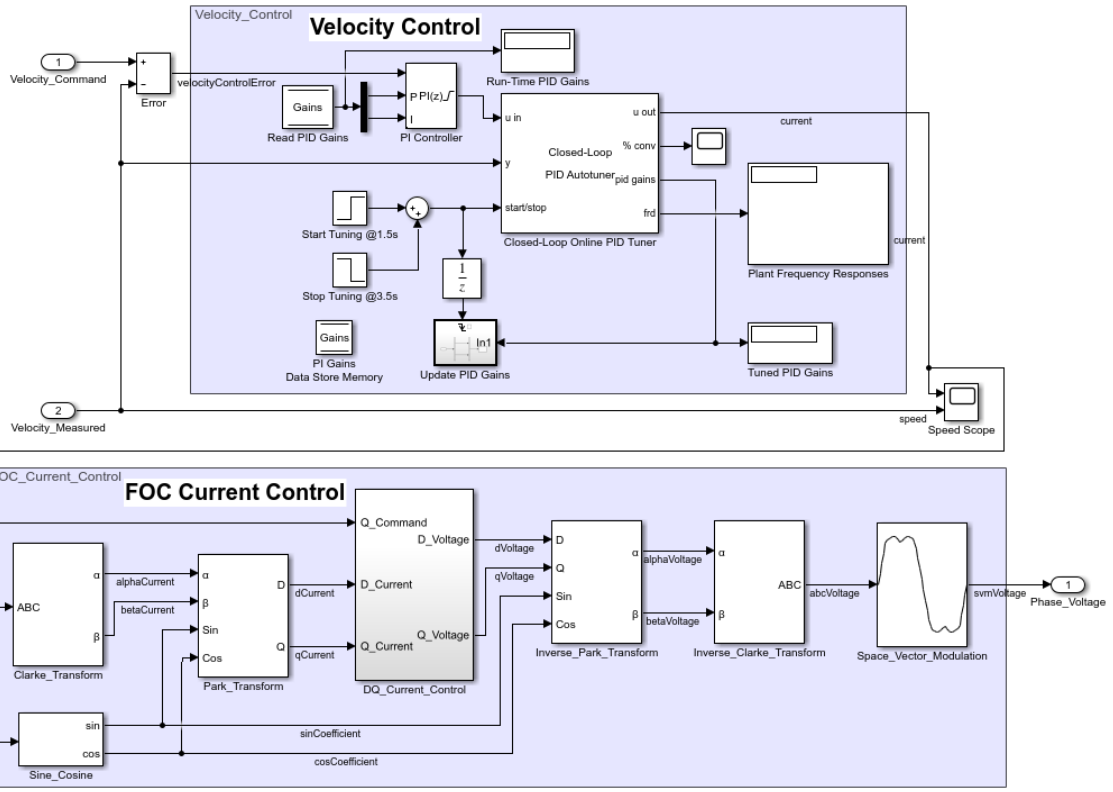 Velocity_Control
Velocity Control
1
Velocity_Command
+
−
Error
velocityControlError
Run-Time PID Gains
Gains
Read PID Gains
P
I
PI(z)
PI Controller
u in
y
start/stop
Closed-Loop
PID Autotuner
u out
% conv
pid gains
frd
Closed-Loop Online PID Tuner
current
Plant Frequency Responses
current
Start Tuning @1.5s
+
+
Stop Tuning @3.5s
1
z
Gains
PI Gains
Data Store Memory
In1
Update PID Gains
Tuned PID Gains
2
Velocity_Measured
speed
Speed Scope
OC_Current_Control
FOC Current Control
ABC
α
β
Clarke_Transform
alphaCurrent
betaCurrent
α
β
Sin
Cos
D
Q
Park_Transform
dCurrent
qCurrent
Q_Command
D_Current
Q_Current
D_Voltage
Q_Voltage
DQ_Current_Control
dVoltage
qVoltage
D
Q
Sin
Cos
α
β
Inverse_Park_Transform
alphaVoltage
betaVoltage
α
β
ABC
Inverse_Clarke_Transform
abcVoltage
Space_Vector_Modulation
svmVoltage
1
Phase_Voltage
sin
cos
Sine_Cosine
sinCoefficient
cosCoefficient